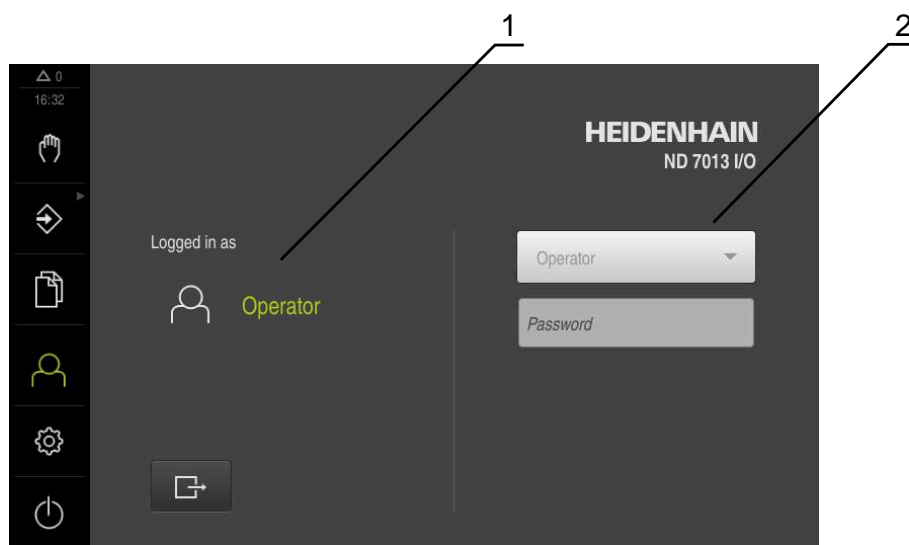 1
2
0
16:32
HEIDENHAIN
ND 7013 I/O
Logged in as
Operator
Operator
Password